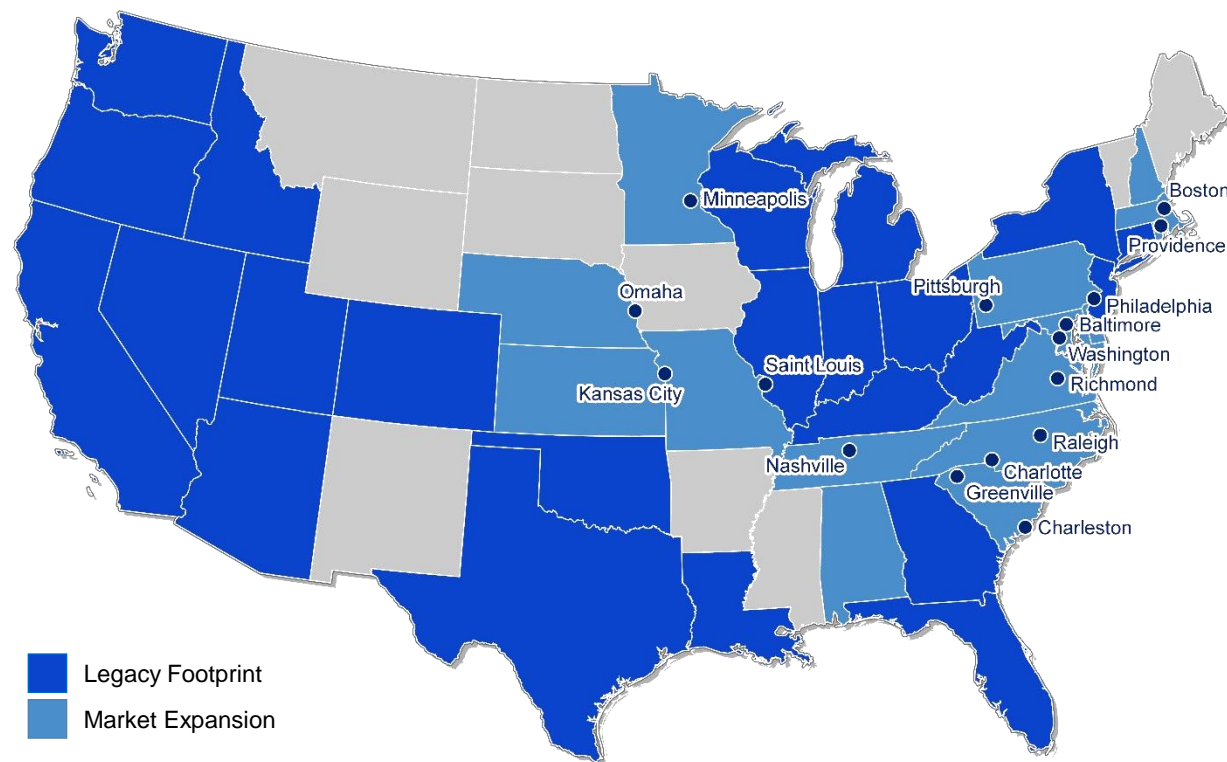 Minneapolis
Boston
Providence
Omaha
Pittsburgh
Philadelphia
Baltimore
Washington
Saint Louis
Kansas City
Richmond
Raleigh
Nashville
Charlotte
Greenville
Charleston
Legacy Footprint
Market Expansion